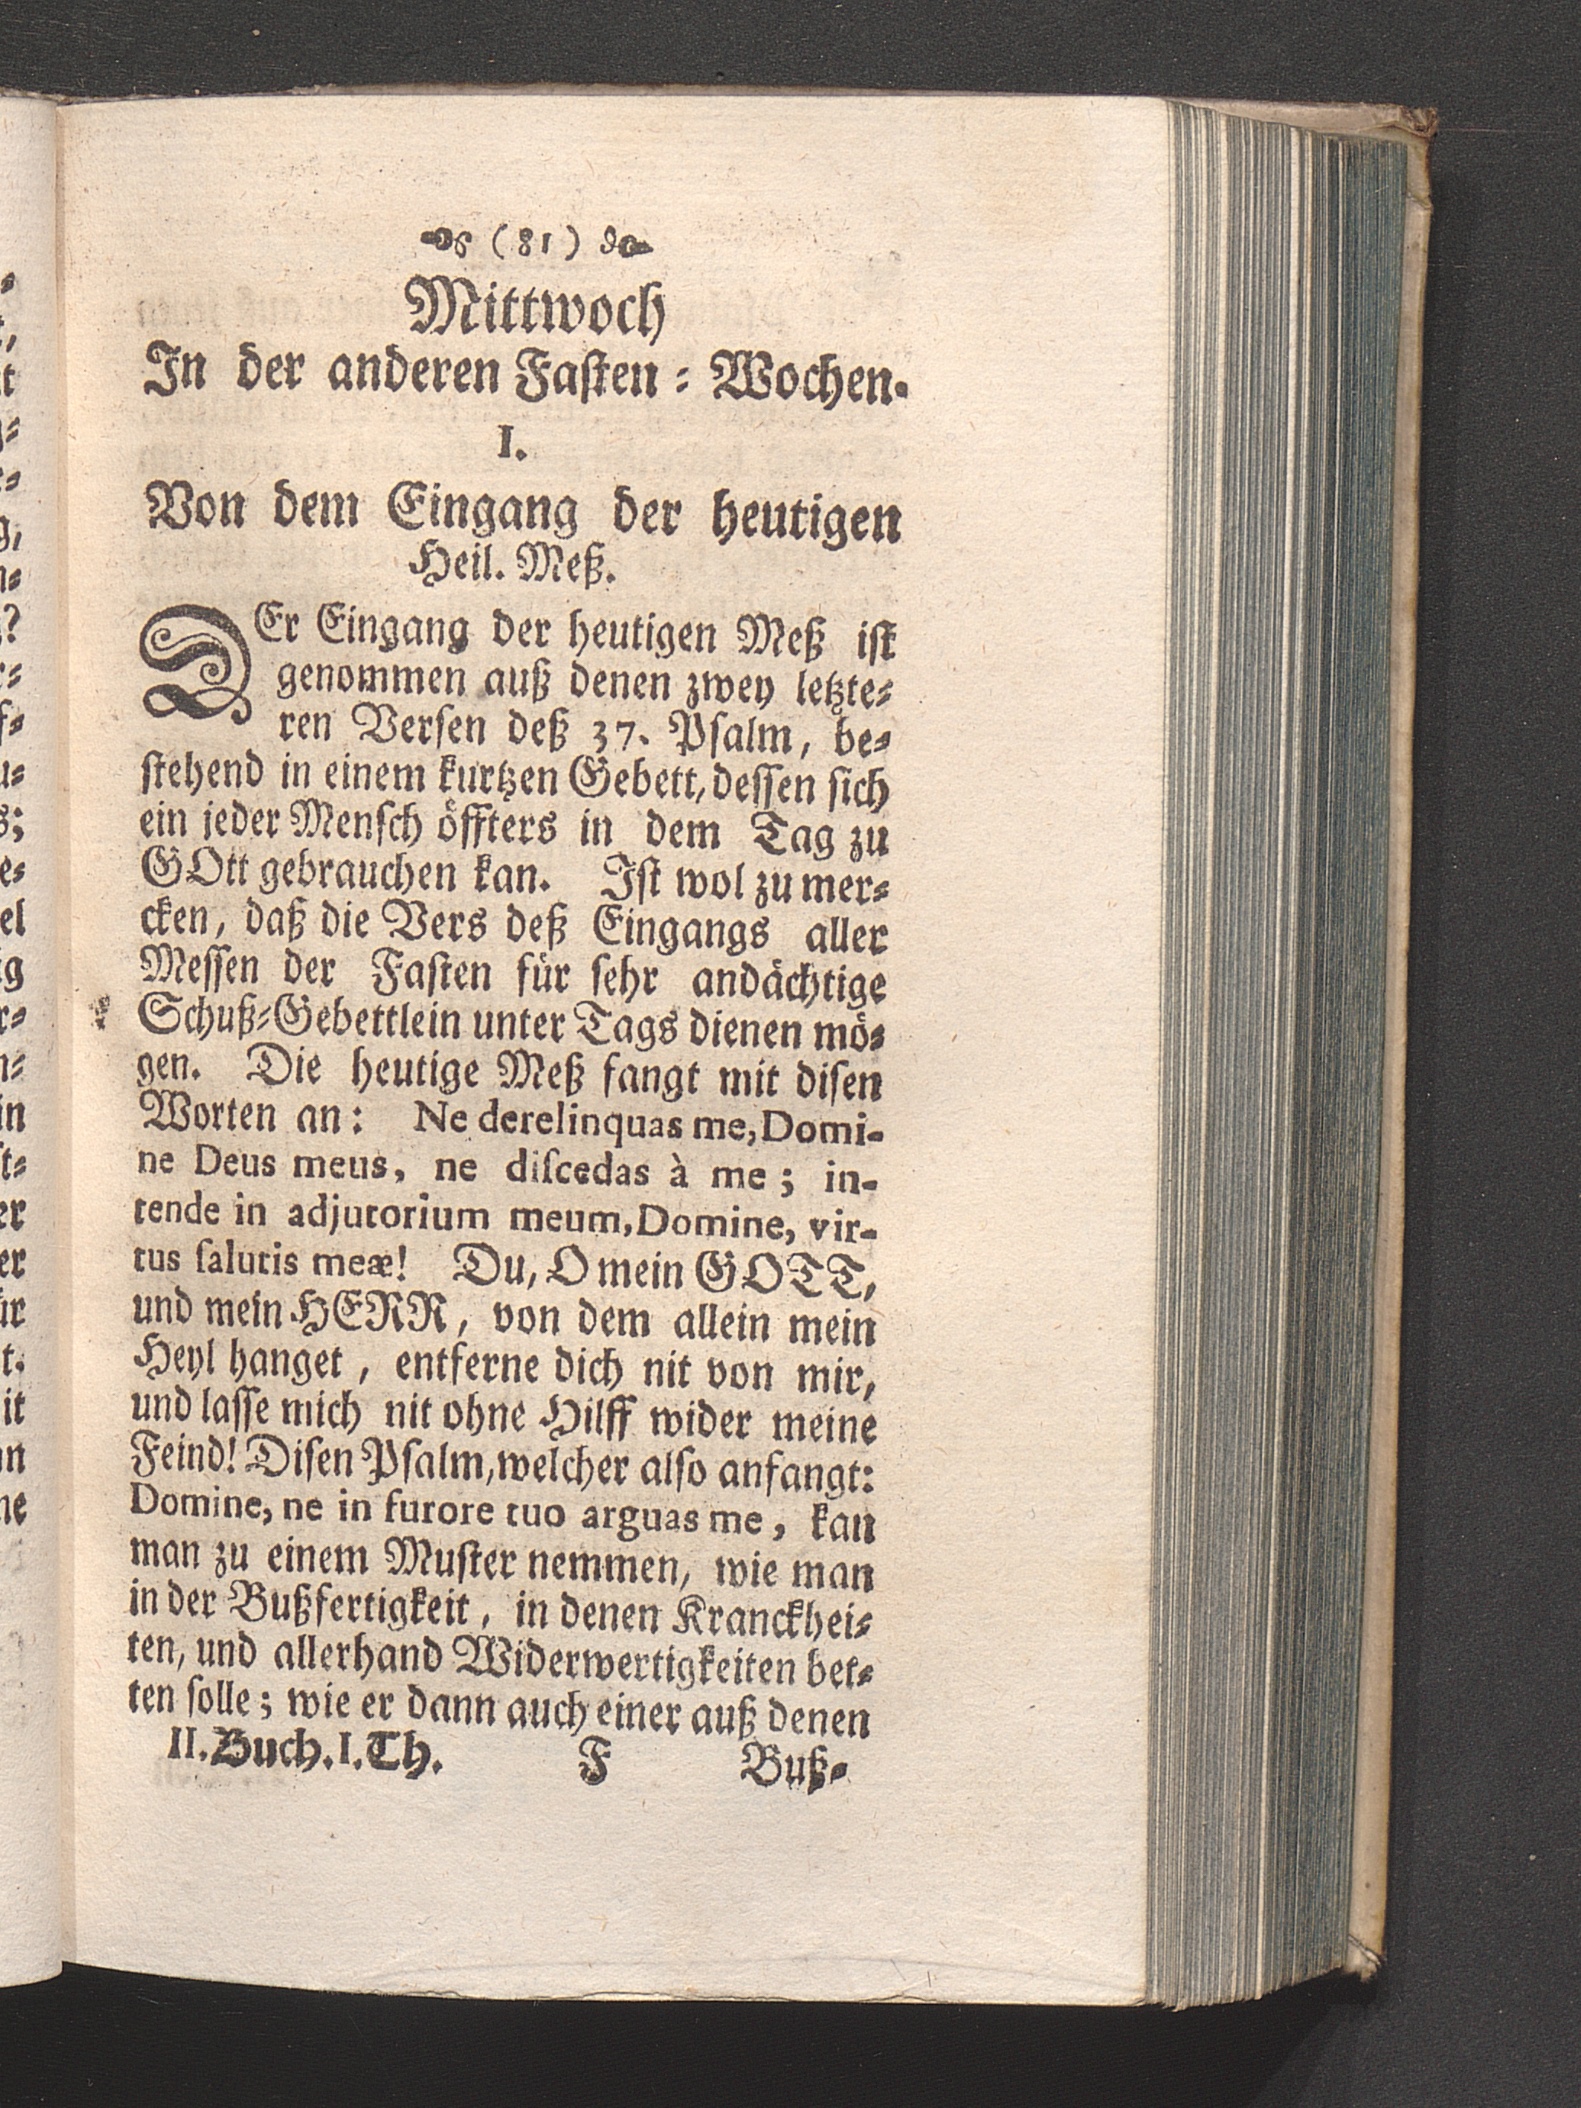 (81)
Mittwoch
In der anderen Faſten-Wochen.
I.
Von dem Eingang der heutigen
Heil. Meß.
DEr Eingang der heutigen Meß iſt
genommen auß denen zwey letzte-
ren Verſen deß 37. Pſalm, be-
ſtehend in einem kurtzen Gebett, deſſen ſich
ein jeder Menſch öffters in dem Tag zu
GOtt gebrauchen kan. Iſt wol zu mer-
cken, daß die Vers deß Eingangs aller
Meſſen der Faſten für ſehr andächtige
Schuß-Gebettlein unter Tags dienen mö-
gen. Die heutige Meß fangt mit diſen
Worten an: Ne derelinquas me, Domi-
ne Deus meus, ne diſcedas à me; in-
tende in adjutorium meum, Domine, vir-
tus ſalutis meæ! Du, O mein GOTT,
und mein HERR, von dem allein mein
Heyl hanget, entferne dich nit von mir,
und laſſe mich nit ohne Hilff wider meine
Feind! Diſen Pſalm, welcher alſo anfangt:
Domine, ne in furore tuo arguas me, kan
man zu einem Muſter nemmen, wie man
in der Bußfertigkeit, in denen Kranckhei-
ten, und allerhand Widerwertigkeiten bet-
ten ſolle; wie er dann auch einer auß denen
II. Buch. I. Th. F Buß-